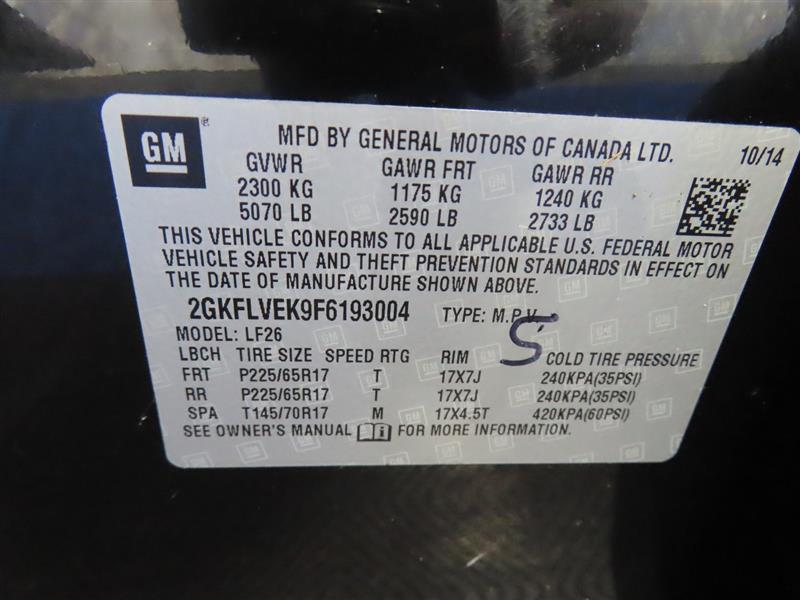 GM ®
MFD BY GENERAL MOTORS OF CANADA LTD. 10/14
GVWR GAWR FRT GAWR RR
2300 KG 1175 KG 1240 KG
5070 LB 2590 LB 2733 LB
THIS VEHICLE CONFORMS TO ALL APPLICABLE U.S. FEDERAL MOTOR
VEHICLE SAFETY AND THEFT PREVENTION STANDARDS IN EFFECT ON
THE DATE OF MANUFACTURE SHOWN ABOVE.
2GKFLVEK9F6193004 TYPE: M.P.V.
MODEL: LF26 5
LBCH TIRE SIZE SPEED RTG RIM COLD TIRE PRESSURE
FRT P225/65R17 T 17X7J 240KPA(35PSI)
RR P225/65R17 T 17X7J 240KPA(35PSI)
SPA T145/70R17 M 17X4.5T 420KPA(60PSI)
SEE OWNER'S MANUAL FOR MORE INFORMATION.